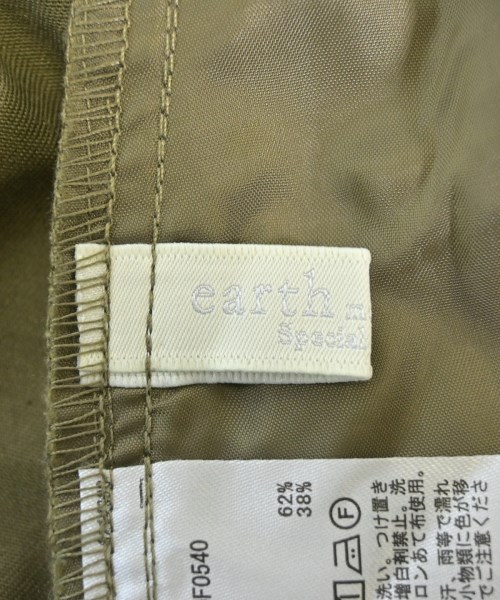 earth
Special
F0540
62%
38%
F
洗い。つけ置き
増白剤禁止。洗
ロンあて布使用。
汗、雨等で濡れ
小物類に色が移
でご注意くださ